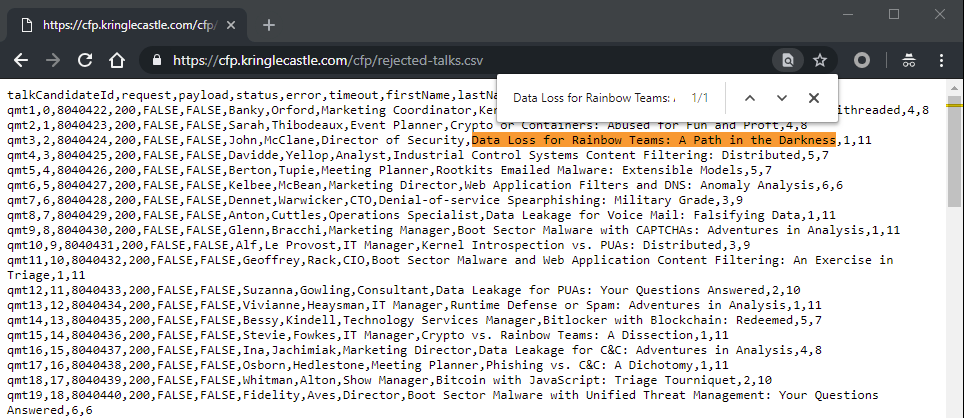 https://cfp.kringlecastle.com/cfp/
https://cfp.kringlecastle.com/cfp/rejected-talks.csv
Data Loss for Rainbow Teams: 1/1
talkCandidateId,request,payload,status,error,timeout,firstName,lastNa
qmt1,0,8040422,200,FALSE,FALSE,Banky,Orford,Marketing Coordinator,Ker ithreaded,4,8
qmt2,1,8040423,200,FALSE,FALSE,Sarah,Thibodeaux,Event Planner,Crypto or Containers: Abused for Fun and Proft,4,8
qmt3,2,8040424,200,FALSE,FALSE,John,McClane,Director of Security,Data Loss for Rainbow Teams: A Path in the Darkness,1,11
qmt4,3,8040425,200,FALSE,FALSE,Davidde,Yellop,Analyst,Industrial Control Systems Content Filtering: Distributed,5,7
qmt5,4,8040426,200,FALSE,FALSE,Berton,Tupie,Meeting Planner,Rootkits Emailed Malware: Extensible Models,5,7
qmt6,5,8040427,200,FALSE,FALSE,Kelbee,McBean,Marketing Director,Web Application Filters and DNS: Anomaly Analysis,6,6
qmt7,6,8040428,200,FALSE,FALSE,Dennet,Warwicker,CTO,Denial-of-service Spearphishing: Military Grade,3,9
qmt8,7,8040429,200,FALSE,FALSE,Anton,Cuttles,Operations Specialist,Data Leakage for Voice Mail: Falsifying Data,1,11
qmt9,8,8040430,200,FALSE,FALSE,Glenn,Bracchi,Marketing Manager,Boot Sector Malware with CAPTCHAs: Adventures in Analysis,1,11
qmt10,9,8040431,200,FALSE,FALSE,Alf,Le Provost,IT Manager,Kernel Introspection vs. PUAs: Distributed,3,9
qmt11,10,8040432,200,FALSE,FALSE,Geoffrey,Rack,CIO,Boot Sector Malware and Web Application Content Filtering: An Exercise in
Triage,1,11
qmt12,11,8040433,200,FALSE,FALSE,Suzanna,Gowling,Consultant,Data Leakage for PUAs: Your Questions Answered,2,10
qmt13,12,8040434,200,FALSE,FALSE,Vivianne,Heaysman,IT Manager,Runtime Defense or Spam: Adventures in Analysis,1,11
qmt14,13,8040435,200,FALSE,FALSE,Bessy,Kindell,Technology Services Manager,Bitlocker with Blockchain: Redeemed,5,7
qmt15,14,8040436,200,FALSE,FALSE,Stevie,Fowkes,IT Manager,Crypto vs. Rainbow Teams: A Dissection,1,11
qmt16,15,8040437,200,FALSE,FALSE,Ina,Jachimiak,Marketing Director,Data Leakage for C&C: Adventures in Analysis,4,8
qmt17,16,8040438,200,FALSE,FALSE,Osborn,Hedlestone,Meeting Planner,Phishing vs. C&C: A Dichotomy,1,11
qmt18,17,8040439,200,FALSE,FALSE,Whitman,Alton,Show Manager,Bitcoin with JavaScript: Triage Tourniquet,2,10
qmt19,18,8040440,200,FALSE,FALSE,Fidelity,Aves,Director,Boot Sector Malware with Unified Threat Management: Your Questions
Answered,6,6